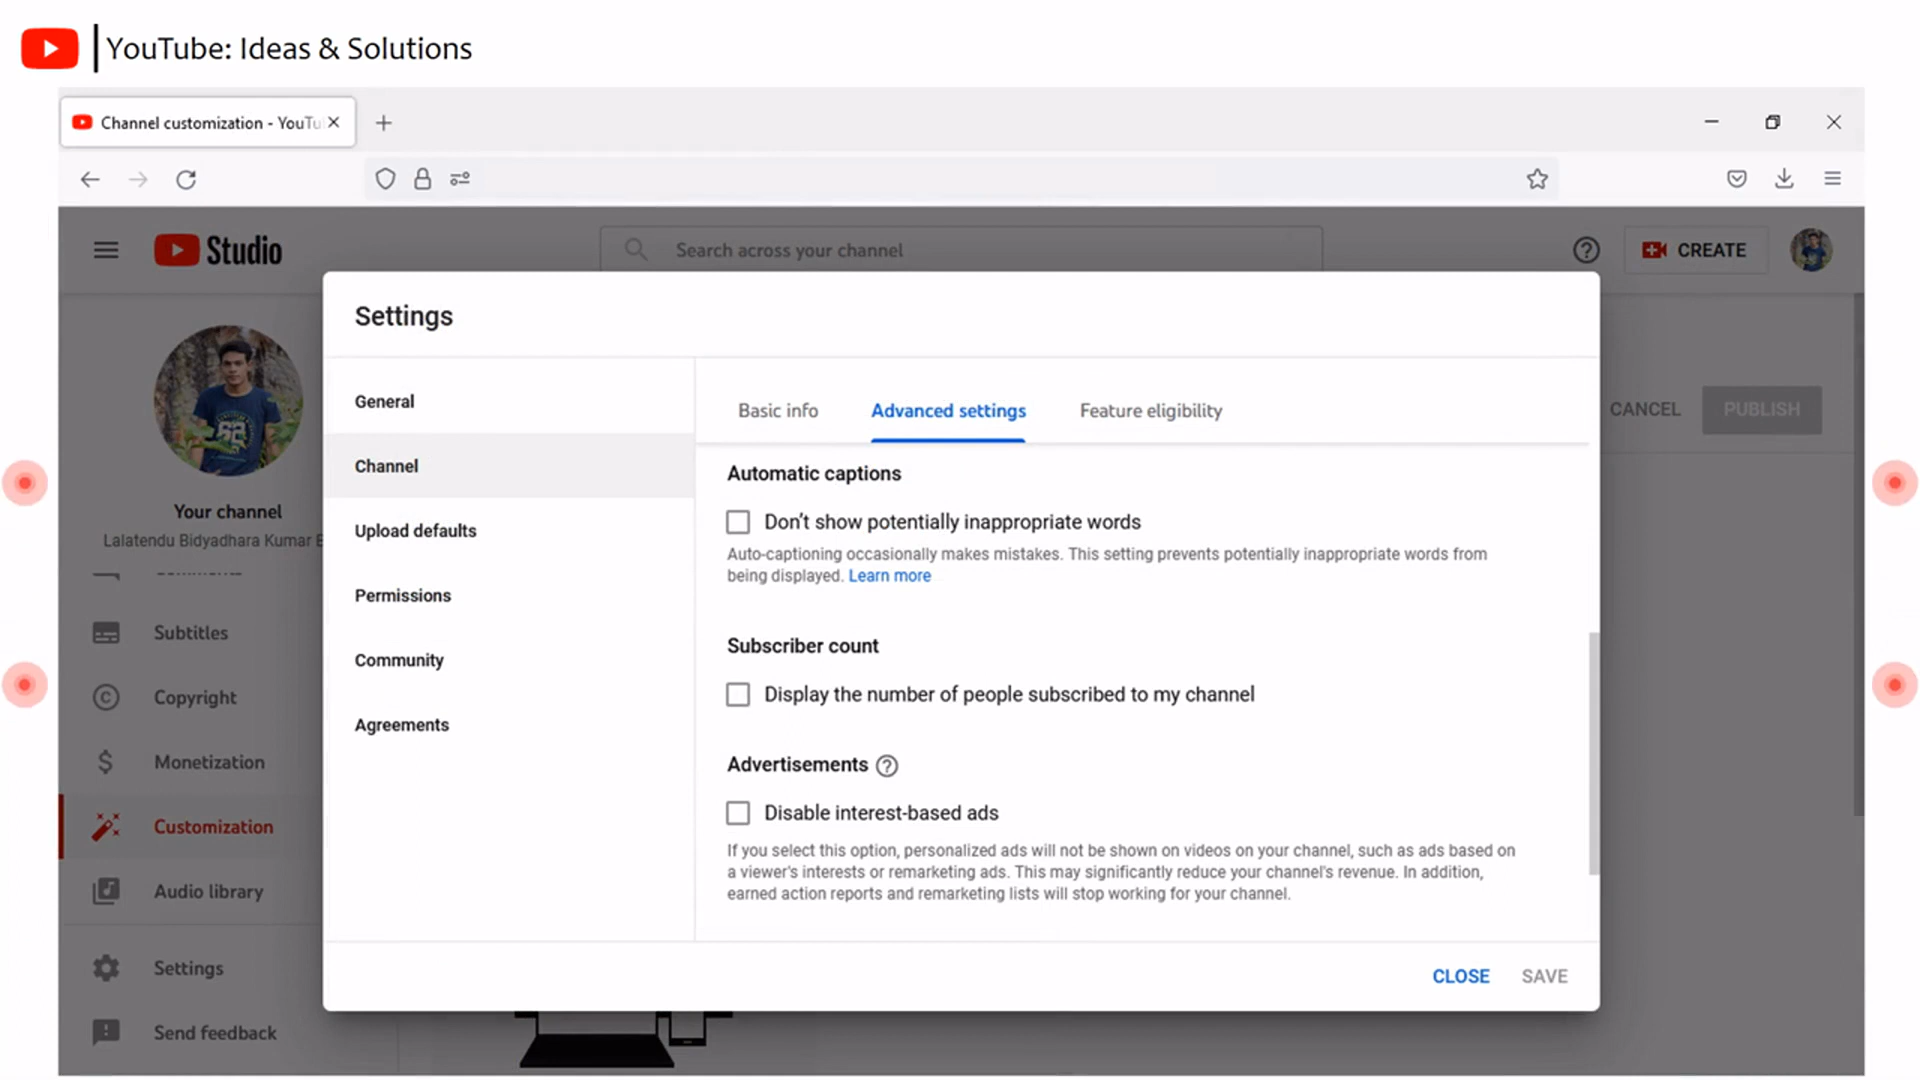 YouTube: Ideas & Solutions
Channel customization - YouTu
Studio
Search across your channel
CREATE
Settings
General
Channel
Upload defaults
Permissions
Community
Agreements
Basic info
Advanced settings
Feature eligibility
Automatic captions
Don't show potentially inappropriate words
Auto-captioning occasionally makes mistakes. This setting prevents potentially inappropriate words from
being displayed. Learn more
Subscriber count
Display the number of people subscribed to my channel
Advertisements
Disable interest-based ads
If you select this option, personalized ads will not be shown on videos on your channel, such as ads based on
a viewer's interests or remarketing ads. This may significantly reduce your channel's revenue. In addition,
earned action reports and remarketing lists will stop working for your channel.
CLOSE
SAVE
CANCEL
PUBLISH
Your channel
Lalatendu Bidyadhara Kumar
Subtitles
Copyright
Monetization
Customization
Audio library
Settings
Send feedback